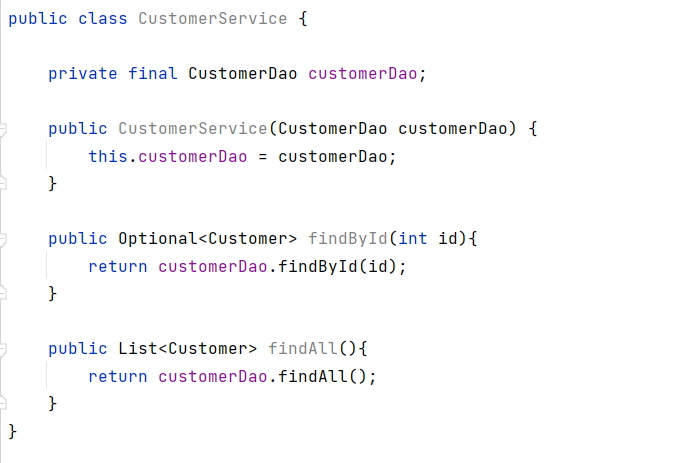 public class CustomerService {
private final CustomerDao customerDao;
public CustomerService(CustomerDao customerDao) {
this.customerDao = customerDao;
}
public Optional<Customer> findById(int id){
return customerDao.findById(id);
}
public List<Customer> findAll(){
return customerDao.findAll();
}
}